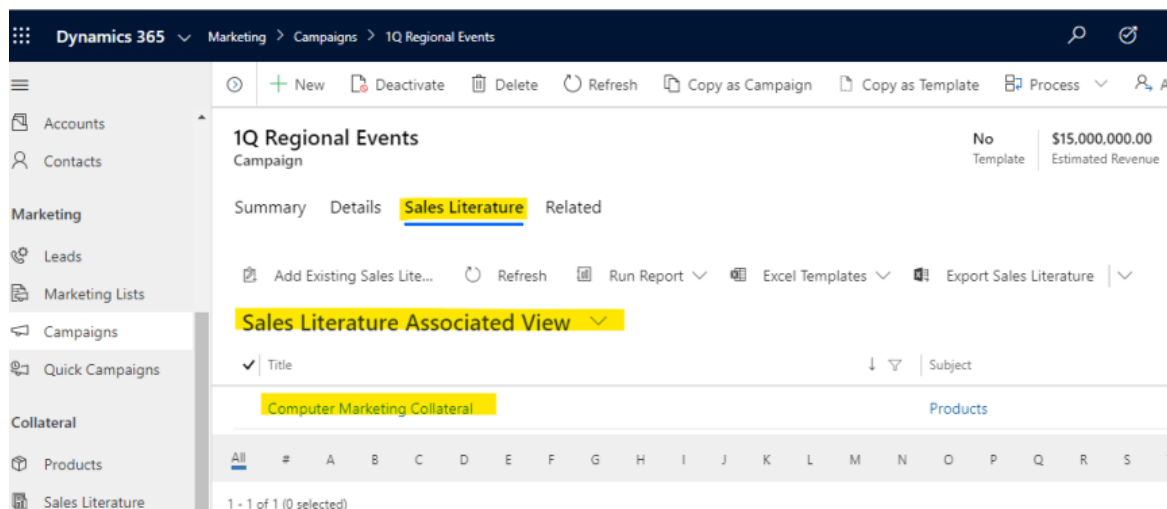 Dynamics 365 Marketing > Campaigns > 1Q Regional Events
New Deactivate Delete Refresh Copy as Campaign Copy as Template Process A
Accounts
Contacts
Marketing
Leads
Marketing Lists
Campaigns
Quick Campaigns
Collateral
Products
Sales Literature
1Q Regional Events
Campaign
No
Template
$15,000,000.00
Estimated Revenue
Summary Details Sales Literature Related
Add Existing Sales Lite... Refresh Run Report Excel Templates Export Sales Literature
Sales Literature Associated View
Title Subject
Computer Marketing Collateral Products
All # A B C D E F G H I J K L M N O P Q R S
1 - 1 of 1 (0 selected)